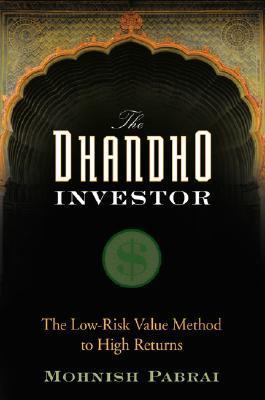 The
DHANDHO
INVESTOR
$
The Low-Risk Value Method
to High Returns
MOHNISH PABRAI